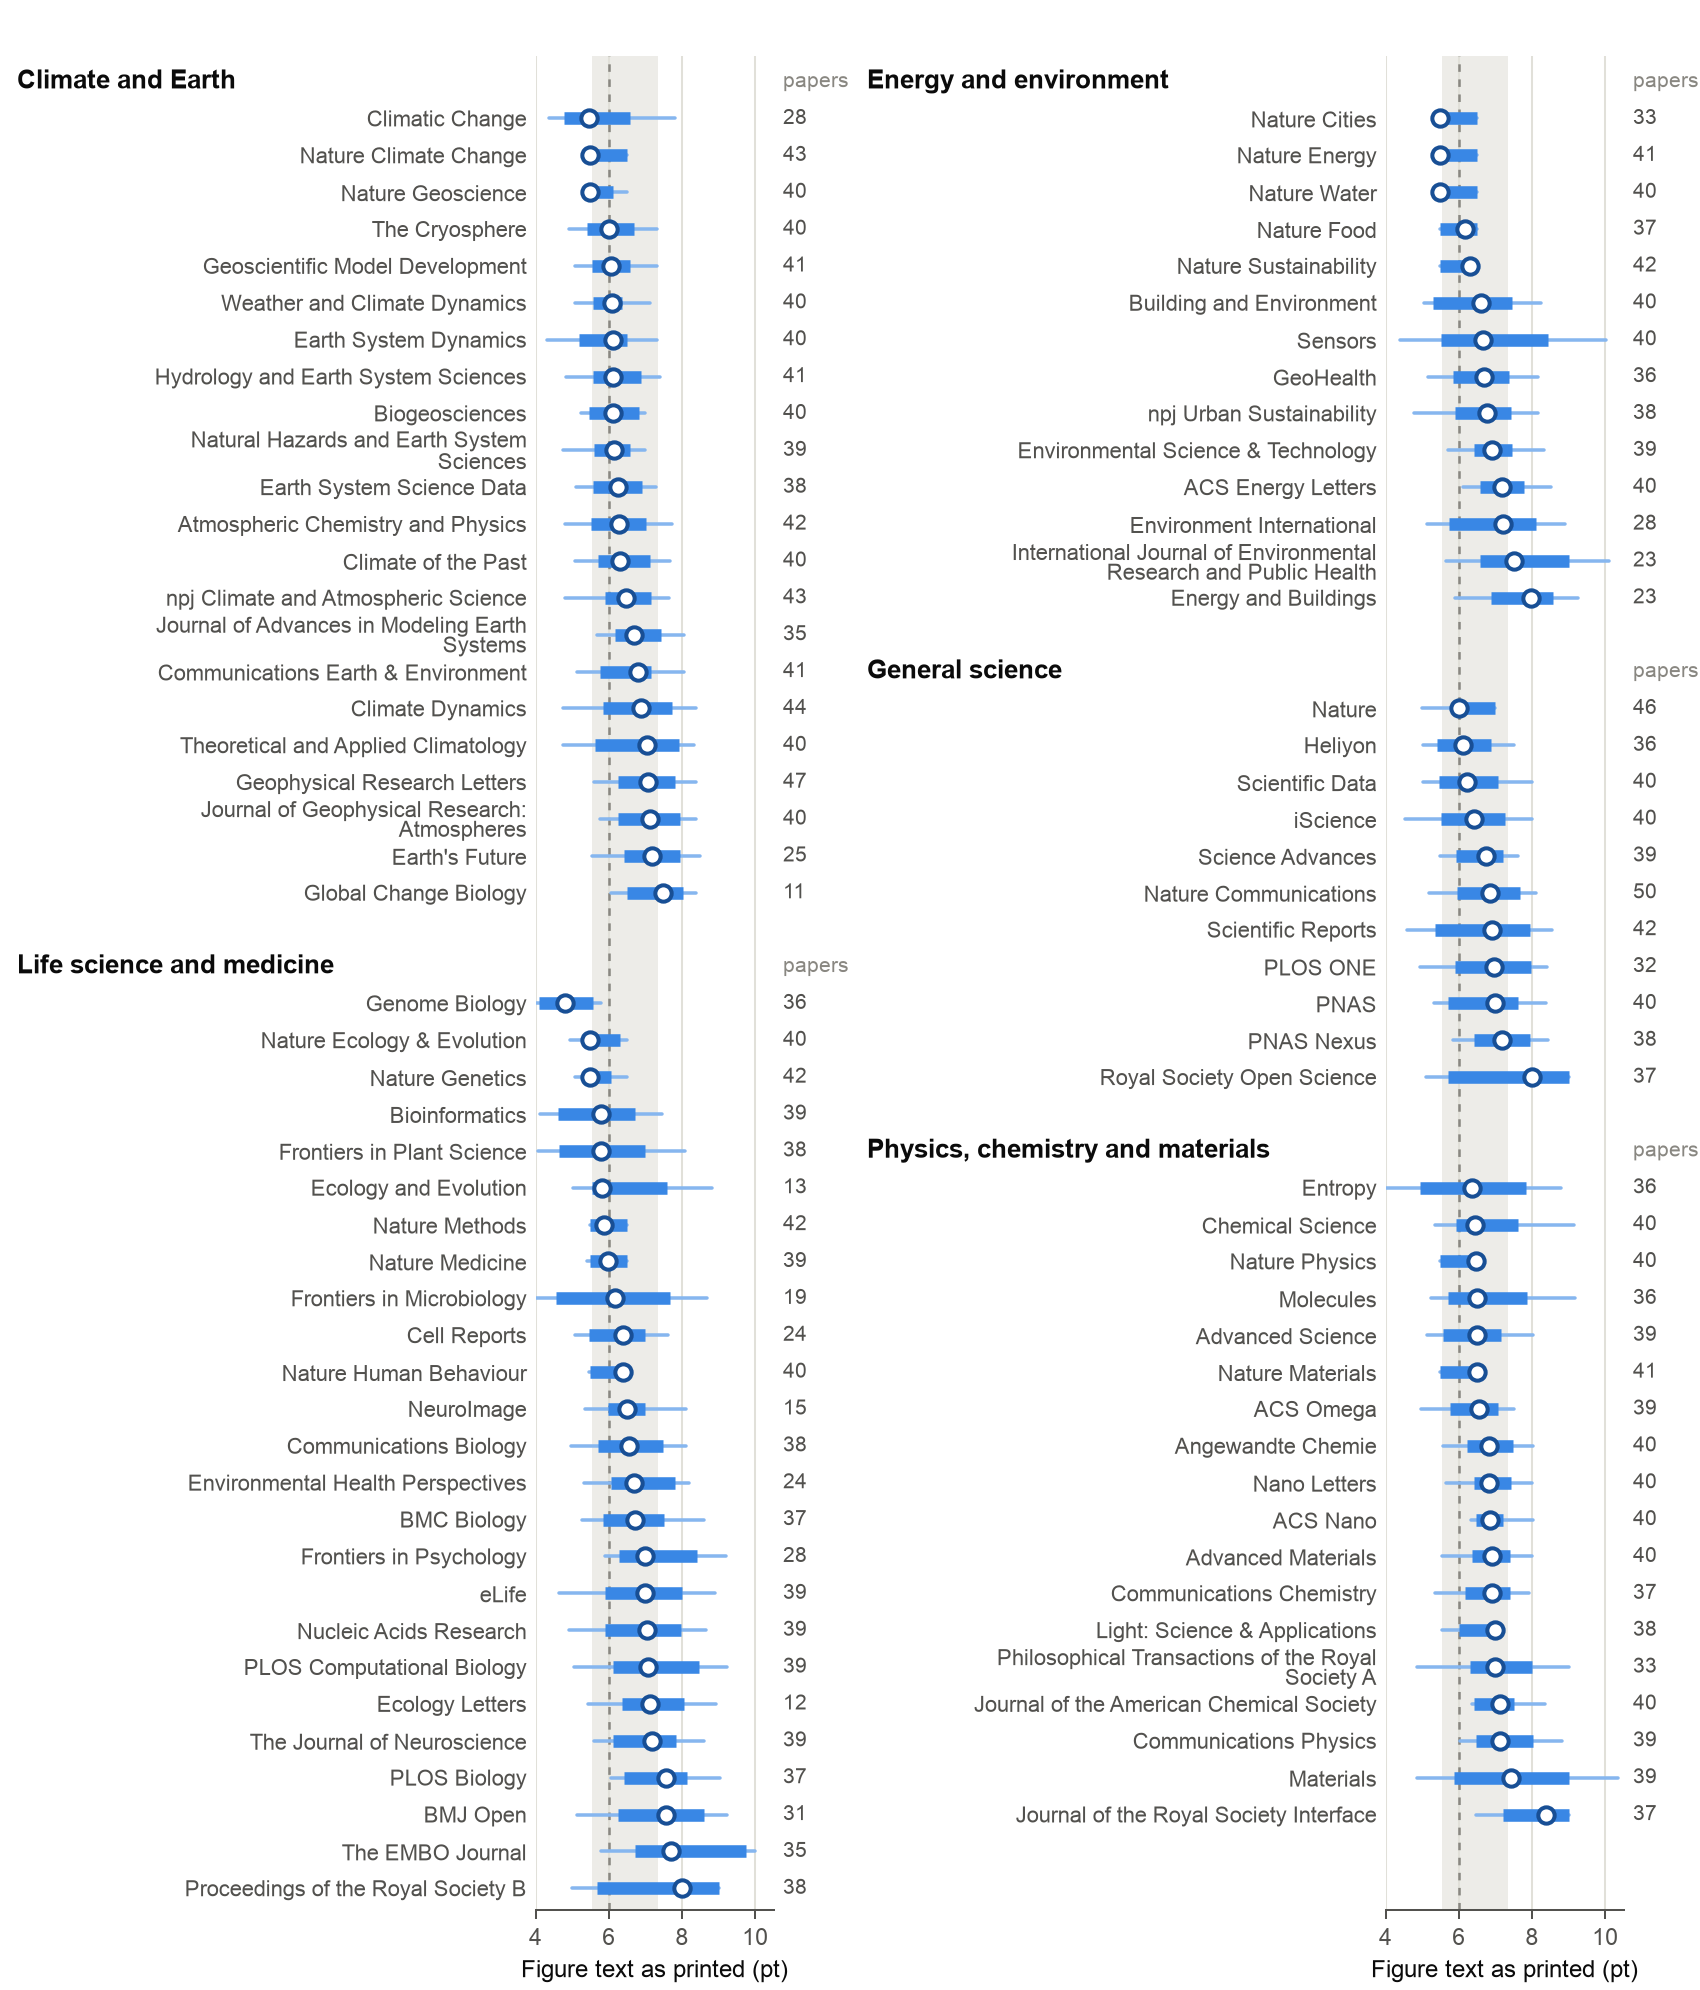 Climate and Earth papers
Climatic Change 28
Nature Climate Change 43
Nature Geoscience 40
The Cryosphere 40
Geoscientific Model Development 41
Weather and Climate Dynamics 40
Earth System Dynamics 40
Hydrology and Earth System Sciences 41
Biogeosciences 40
Natural Hazards and Earth System
Sciences 39
Earth System Science Data 38
Atmospheric Chemistry and Physics 42
Climate of the Past 40
npj Climate and Atmospheric Science 43
Journal of Advances in Modeling Earth
Systems 35
Communications Earth & Environment 41
Climate Dynamics 44
Theoretical and Applied Climatology 40
Geophysical Research Letters 47
Journal of Geophysical Research:
Atmospheres 40
Earth's Future 25
Global Change Biology 11
Life science and medicine papers
Genome Biology 36
Nature Ecology & Evolution 40
Nature Genetics 42
Bioinformatics 39
Frontiers in Plant Science 38
Ecology and Evolution 13
Nature Methods 42
Nature Medicine 39
Frontiers in Microbiology 19
Cell Reports 24
Nature Human Behaviour 40
NeuroImage 15
Communications Biology 38
Environmental Health Perspectives 24
BMC Biology 37
Frontiers in Psychology 28
eLife 39
Nucleic Acids Research 39
PLOS Computational Biology 39
Ecology Letters 12
The Journal of Neuroscience 39
PLOS Biology 37
BMJ Open 31
The EMBO Journal 35
Proceedings of the Royal Society B 38
4 6 8 10
Figure text as printed (pt)
Energy and environment papers
Nature Cities 33
Nature Energy 41
Nature Water 40
Nature Food 37
Nature Sustainability 42
Building and Environment 40
Sensors 40
GeoHealth 36
npj Urban Sustainability 38
Environmental Science & Technology 39
ACS Energy Letters 40
Environment International 28
International Journal of Environmental
Research and Public Health 23
Energy and Buildings 23
General science papers
Nature 46
Heliyon 36
Scientific Data 40
iScience 40
Science Advances 39
Nature Communications 50
Scientific Reports 42
PLOS ONE 32
PNAS 40
PNAS Nexus 38
Royal Society Open Science 37
Physics, chemistry and materials papers
Entropy 36
Chemical Science 40
Nature Physics 40
Molecules 36
Advanced Science 39
Nature Materials 41
ACS Omega 39
Angewandte Chemie 40
Nano Letters 40
ACS Nano 40
Advanced Materials 40
Communications Chemistry 37
Light: Science & Applications 38
Philosophical Transactions of the Royal
Society A 33
Journal of the American Chemical Society 40
Communications Physics 39
Materials 39
Journal of the Royal Society Interface 37
4 6 8 10
Figure text as printed (pt)